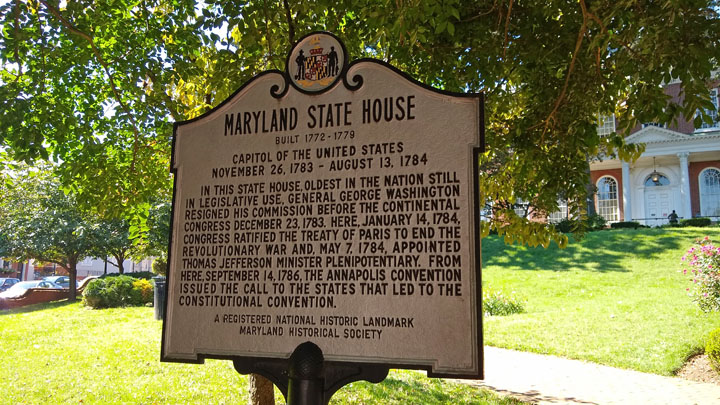 MARYLAND STATE HOUSE
BUILT 1772-1779
CAPITOL OF THE UNITED STATES
NOVEMBER 26, 1783 - AUGUST 13, 1784
IN THIS STATE HOUSE, OLDEST IN THE NATION STILL
IN LEGISLATIVE USE, GENERAL GEORGE WASHINGTON
RESIGNED HIS COMMISSION BEFORE THE CONTINENTAL
CONGRESS DECEMBER 23, 1783. HERE, JANUARY 14, 1784,
CONGRESS RATIFIED THE TREATY OF PARIS TO END THE
REVOLUTIONARY WAR AND, MAY 7, 1784, APPOINTED
THOMAS JEFFERSON MINISTER PLENIPOTENTIARY. FROM
HERE, SEPTEMBER 14, 1786, THE ANNAPOLIS CONVENTION
ISSUED THE CALL TO THE STATES THAT LED TO THE
CONSTITUTIONAL CONVENTION.
A REGISTERED NATIONAL HISTORIC LANDMARK
MARYLAND HISTORICAL SOCIETY